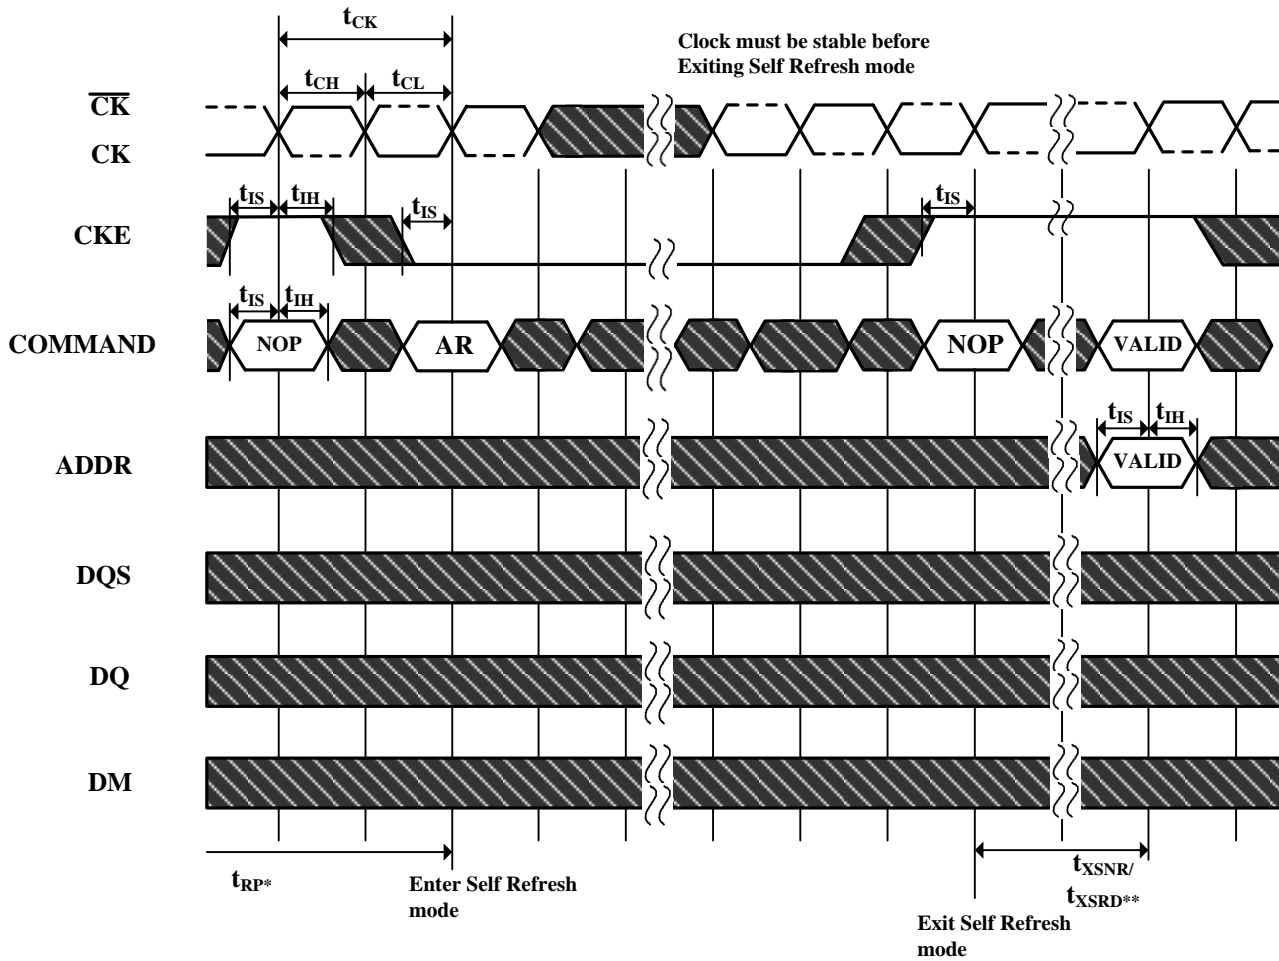 tCK
Clock must be stable before
Exiting Self Refresh mode
tCH
tCL
CK
CK
tIS
tIH
tIS
tIS
CKE
tIS
tIH
COMMAND
NOP
AR
NOP
VALID
tIS
tIH
ADDR
VALID
DQS
DQ
DM
tRP*
Enter Self Refresh
mode
tXSNR/
tXSRD**
Exit Self Refresh
mode